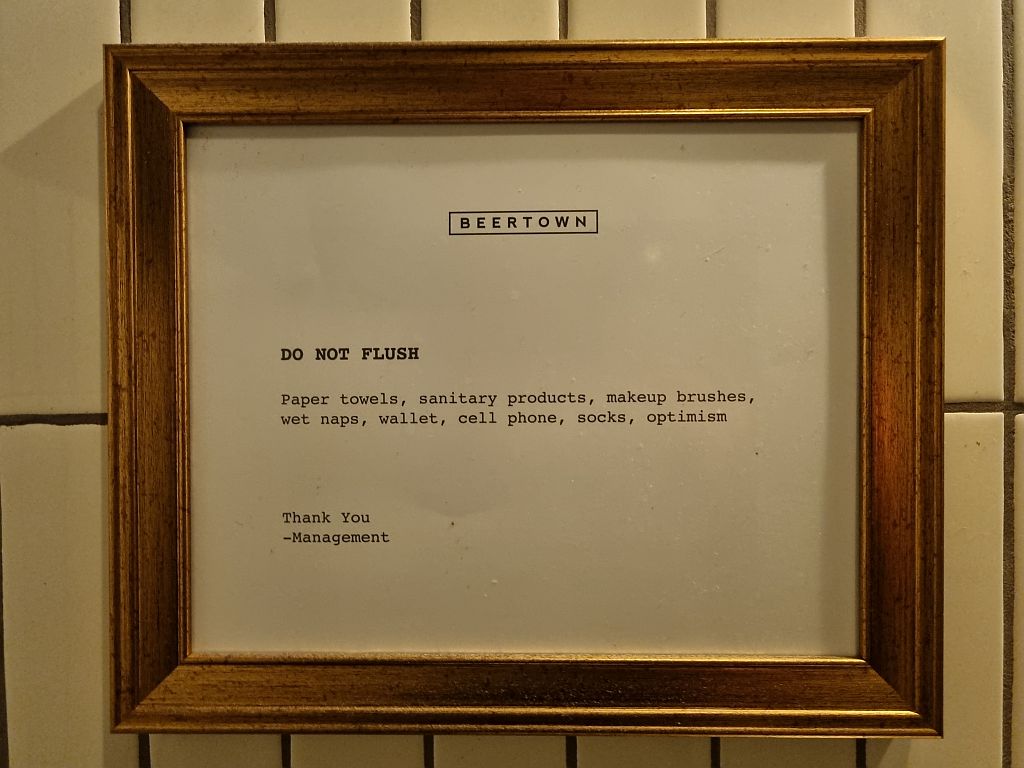 BEERTOWN
DO NOT FLUSH
Paper towels, sanitary products, makeup brushes,
wet naps, wallet, cell phone, socks, optimism
Thank You
-Management